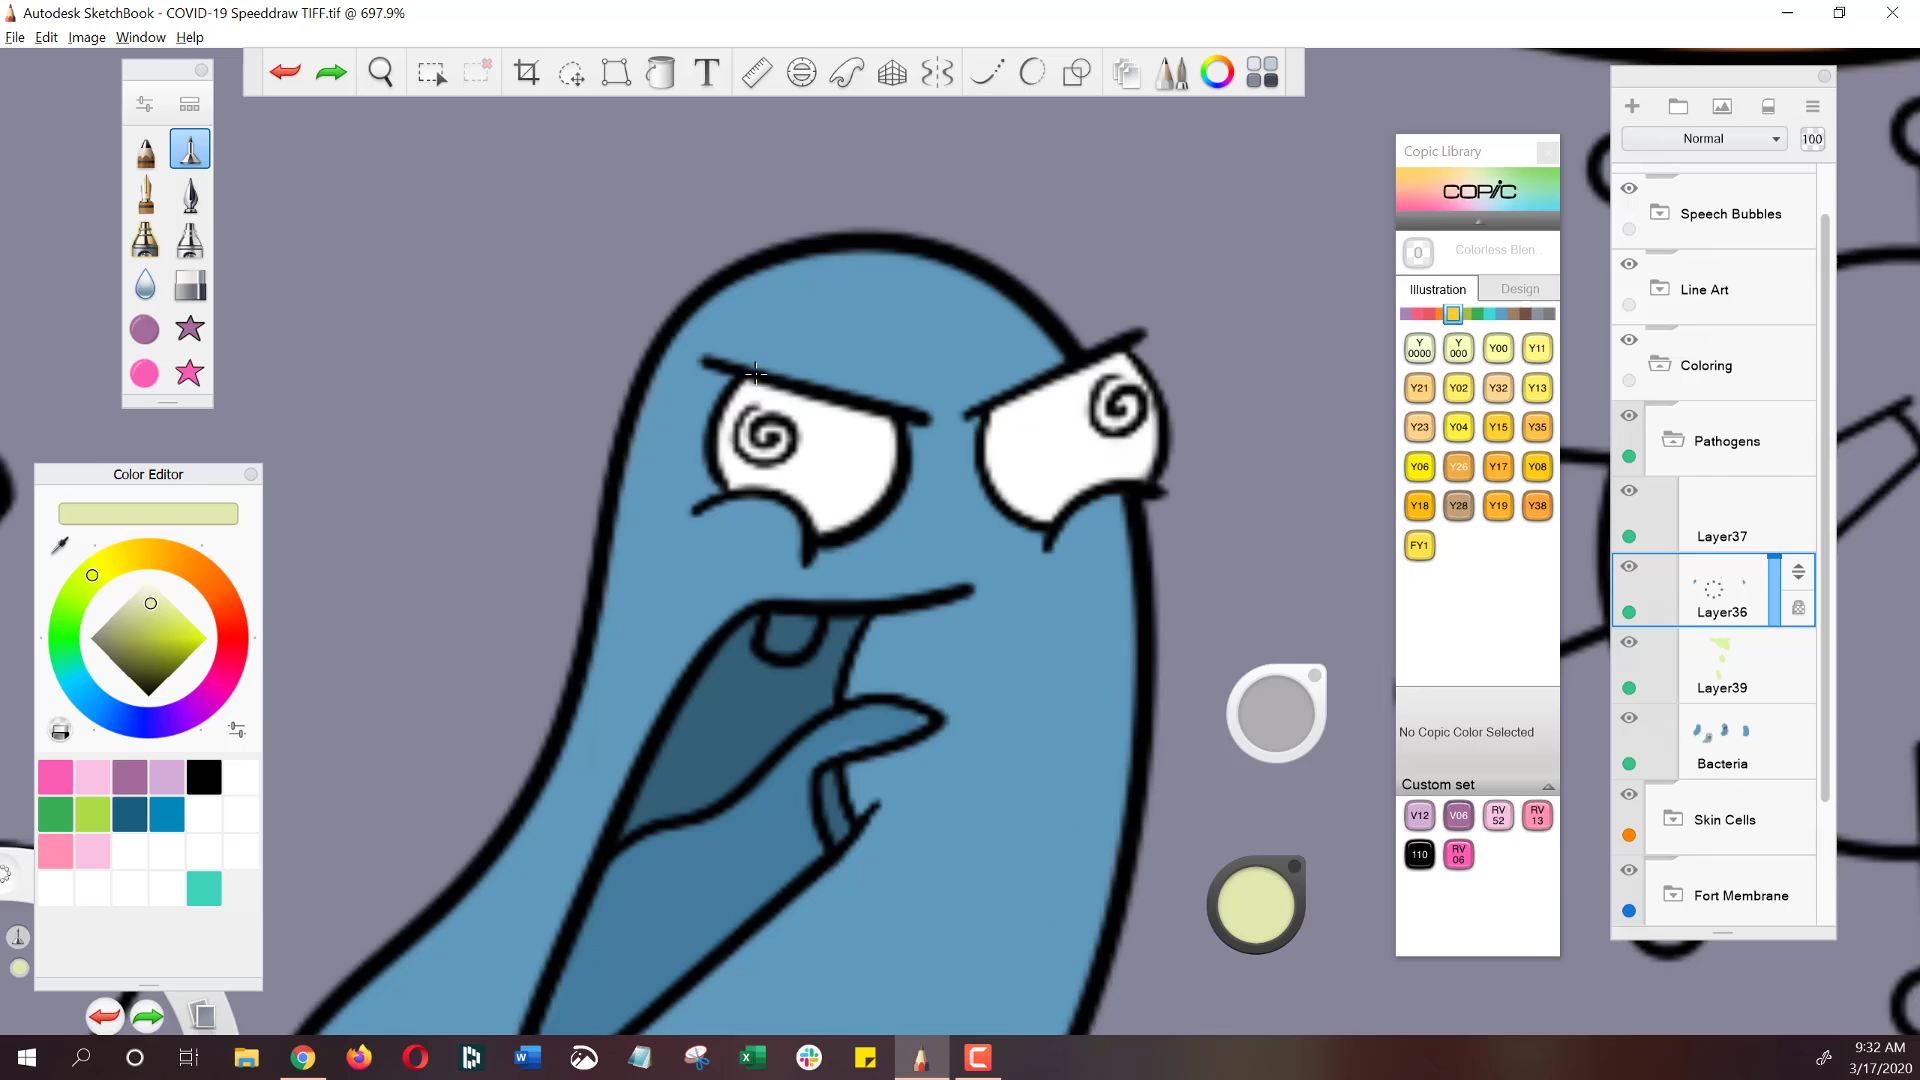 Autodesk SketchBook - COVID-19 Speeddraw TIFF.tif @ 697.9%
File Edit Image Window Help
T
Color Editor
Copic Library
COPIC
0 Colorless Blen
Illustration Design
Y 0000 Y 000 Y00 Y11
Y21 Y02 Y32 Y13
Y23 Y04 Y15 Y35
Y06 Y26 Y17 Y08
Y18 Y28 Y19 Y38
FY1
No Copic Color Selected
Custom set
V12 V06 RV 52 RV 13
110 RV 06
Normal 100
Speech Bubbles
Line Art
Coloring
Pathogens
Layer37
Layer36
Layer39
Bacteria
Skin Cells
Fort Membrane
9:32 AM
3/17/2020